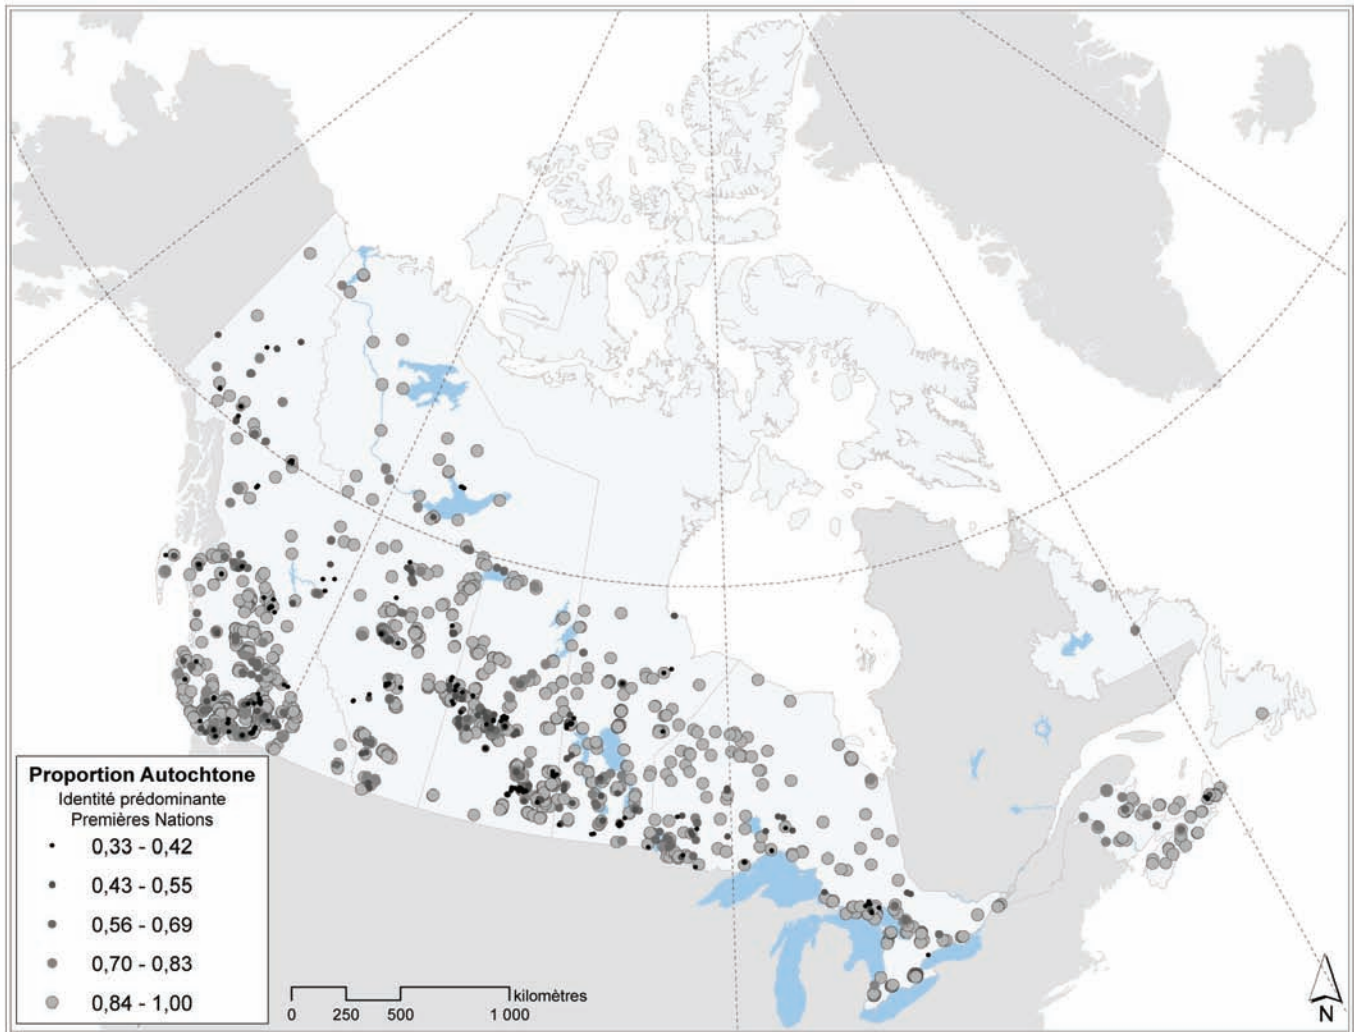 Proportion Autochtone
Identité prédominante
Premières Nations
0,33 - 0,42
0,43 - 0,55
0,56 - 0,69
0,70 - 0,83
0,84 - 1,00
kilomètres
0 250 500 1 000
N